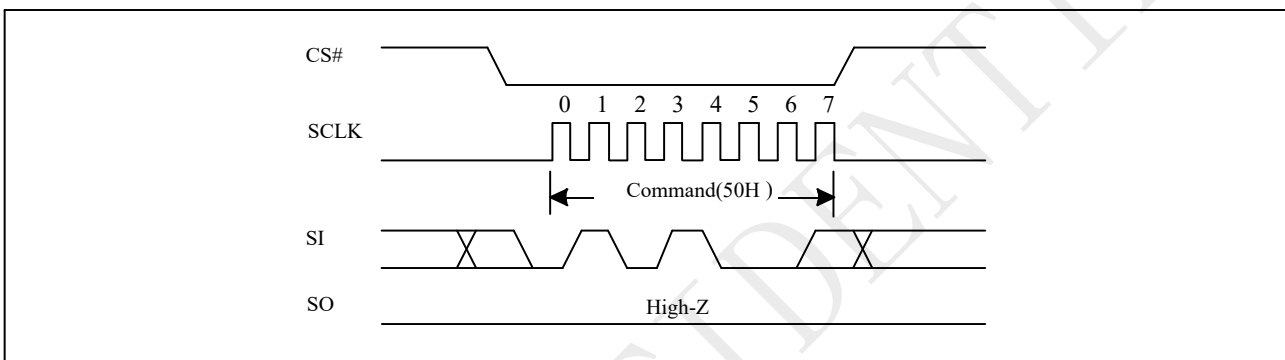 CS#
0 1 2 3 4 5 6 7
SCLK
Command(50H )
SI
SO
High-Z